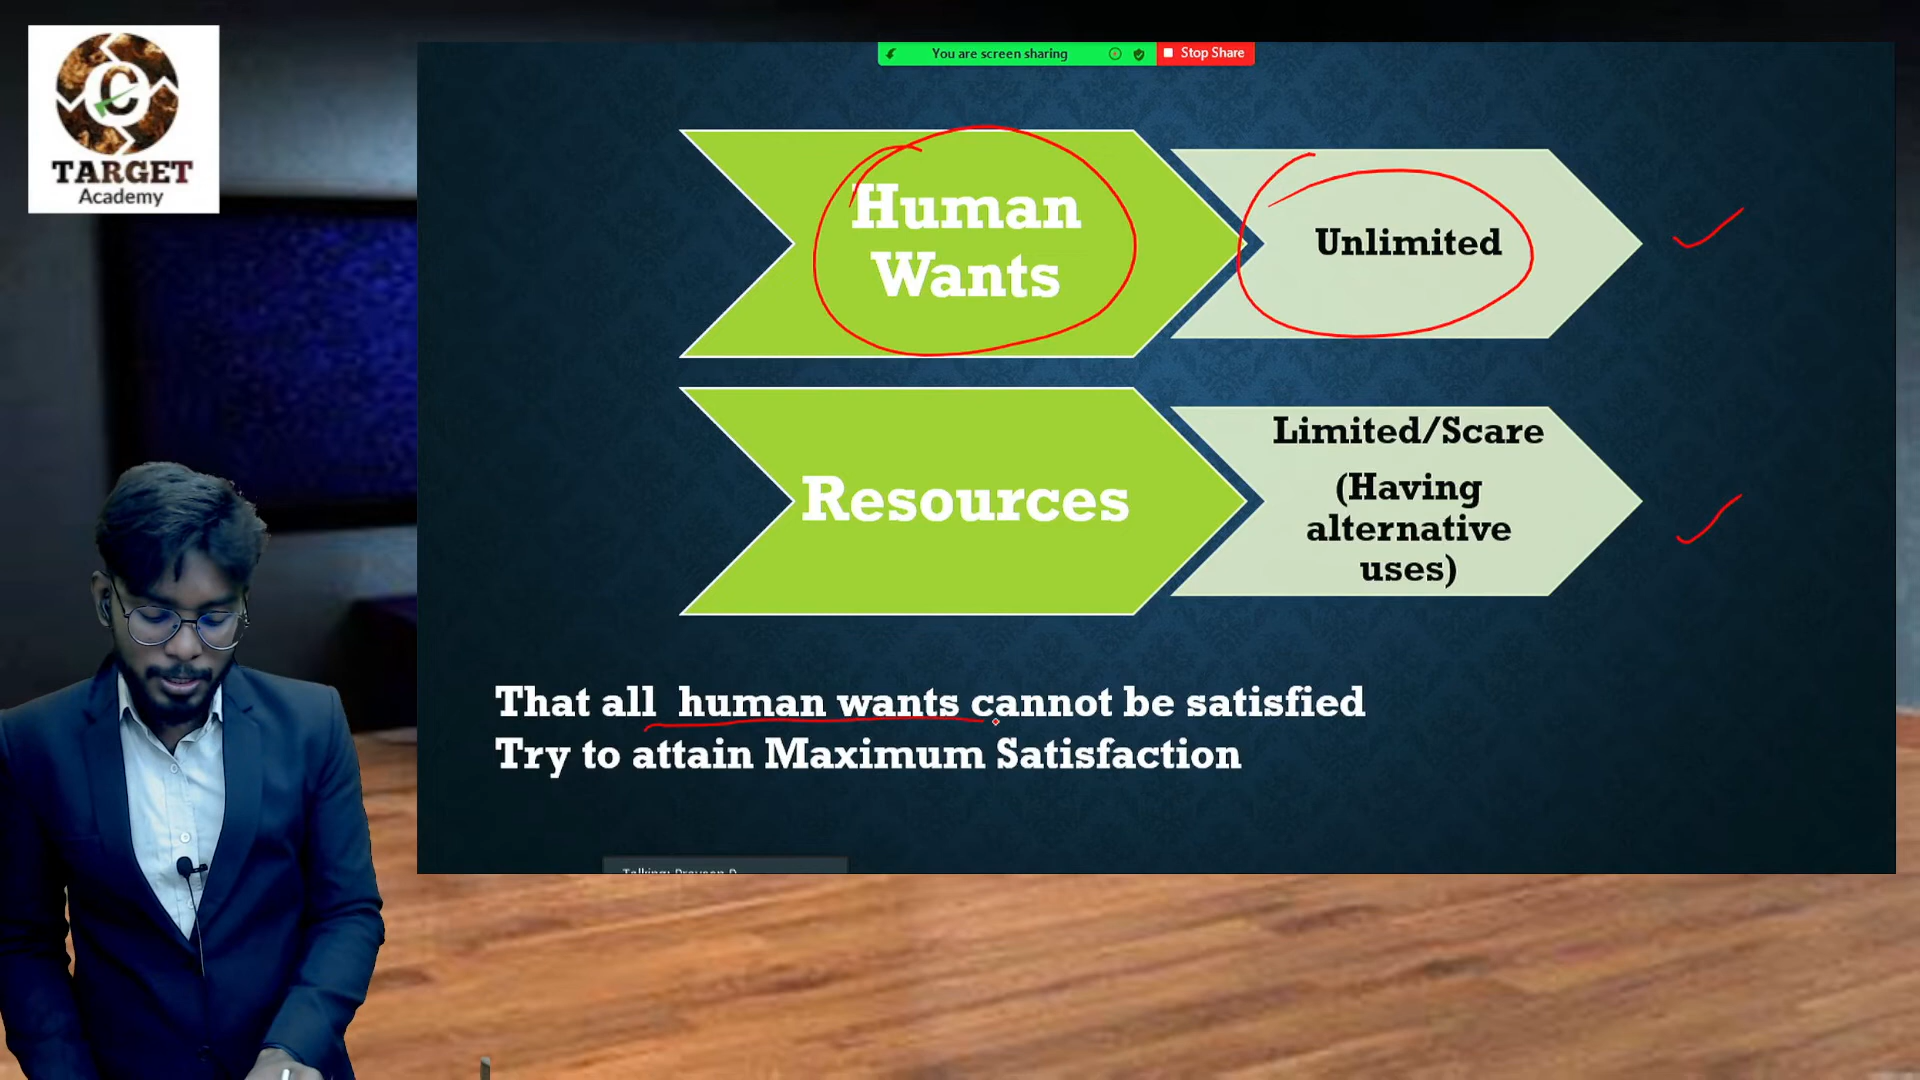 TARGET
Academy
You are screen sharing
Stop Share
Human
Wants
Unlimited
Resources
Limited/Scare
(Having
alternative
uses)
That all human wants cannot be satisfied
Try to attain Maximum Satisfaction